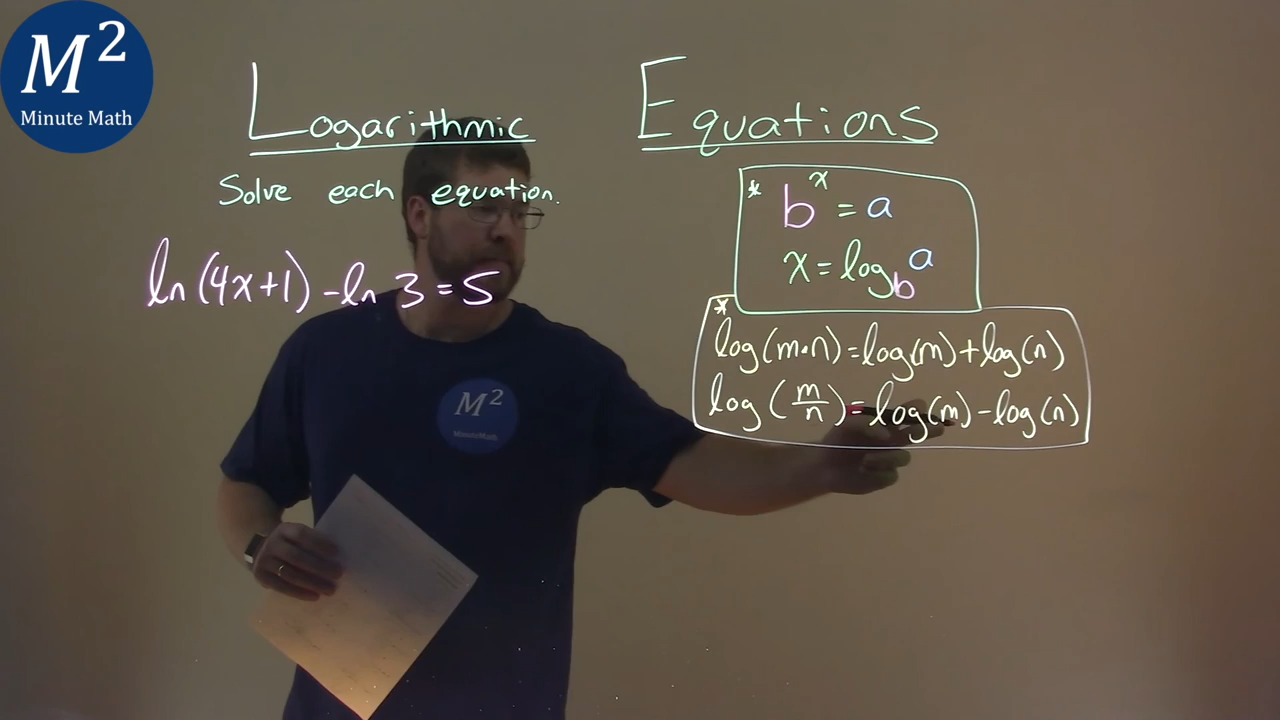 M²
Minute Math
Logarithmic Equations
Solve each equation.
ln(4x+1) - ln 3 = 5
* bˣ = a
x = log_b a
* log(m·n) = log(m) + log(n)
log(m/n) = log(m) - log(n)
M²
MinuteMath